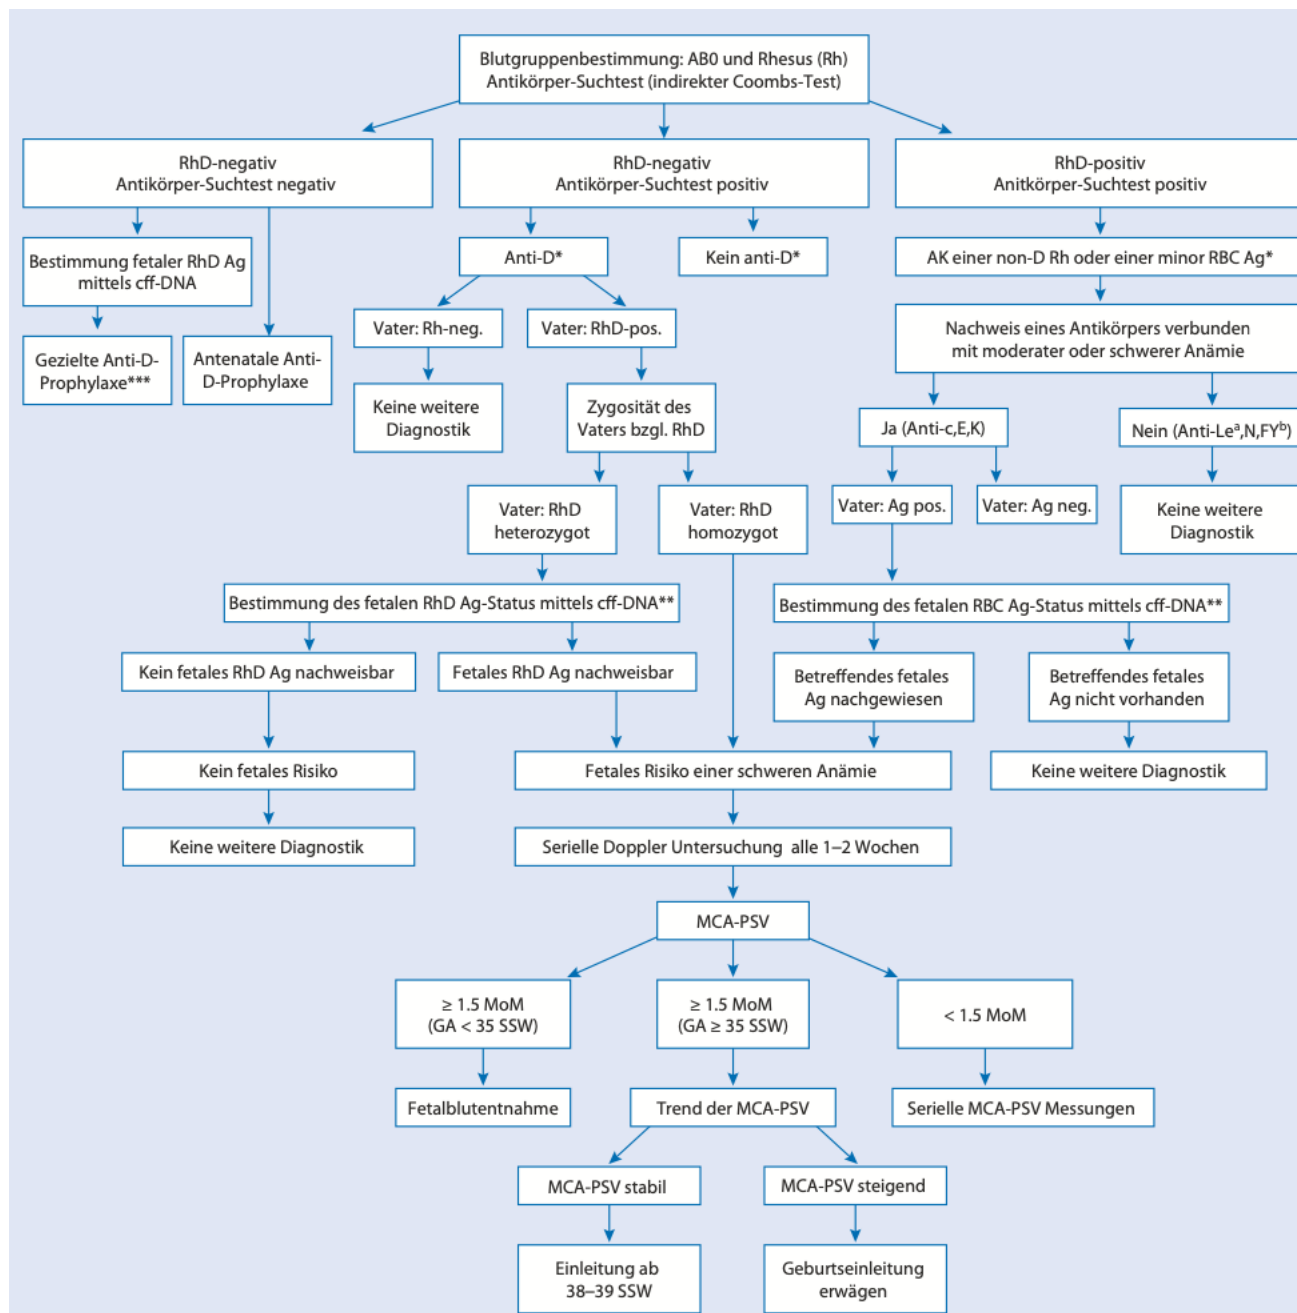 Blutgruppenbestimmung: AB0 und Rhesus (Rh)
Antikörper-Suchtest (indirekter Coombs-Test)
RhD-negativ
Antikörper-Suchtest negativ
RhD-negativ
Antikörper-Suchtest positiv
RhD-positiv
Anitkörper-Suchtest positiv
Bestimmung fetaler RhD Ag
mittels cff-DNA
Anti-D*
Kein anti-D*
AK einer non-D Rh oder einer minor RBC Ag*
Gezielte Anti-D-
Prophylaxe***
Antenatale Anti-
D-Prophylaxe
Vater: Rh-neg.
Vater: RhD-pos.
Nachweis eines Antikörpers verbunden
mit moderater oder schwerer Anämie
Keine weitere
Diagnostik
Zygosität des
Vaters bzgl. RhD
Ja (Anti-c,E,K)
Nein (Anti-Leᵃ,N,FYᵇ)
Vater: RhD
heterozygot
Vater: RhD
homozygot
Vater: Ag pos.
Vater: Ag neg.
Keine weitere
Diagnostik
Bestimmung des fetalen RhD Ag-Status mittels cff-DNA**
Bestimmung des fetalen RBC Ag-Status mittels cff-DNA**
Kein fetales RhD Ag nachweisbar
Fetales RhD Ag nachweisbar
Betreffendes fetales
Ag nachgewiesen
Betreffendes fetales
Ag nicht vorhanden
Kein fetales Risiko
Fetales Risiko einer schweren Anämie
Keine weitere Diagnostik
Keine weitere Diagnostik
Serielle Doppler Untersuchung alle 1–2 Wochen
MCA-PSV
≥ 1.5 MoM
(GA < 35 SSW)
≥ 1.5 MoM
(GA ≥ 35 SSW)
< 1.5 MoM
Fetalblutentnahme
Trend der MCA-PSV
Serielle MCA-PSV Messungen
MCA-PSV stabil
MCA-PSV steigend
Einleitung ab
38–39 SSW
Geburtseinleitung
erwägen